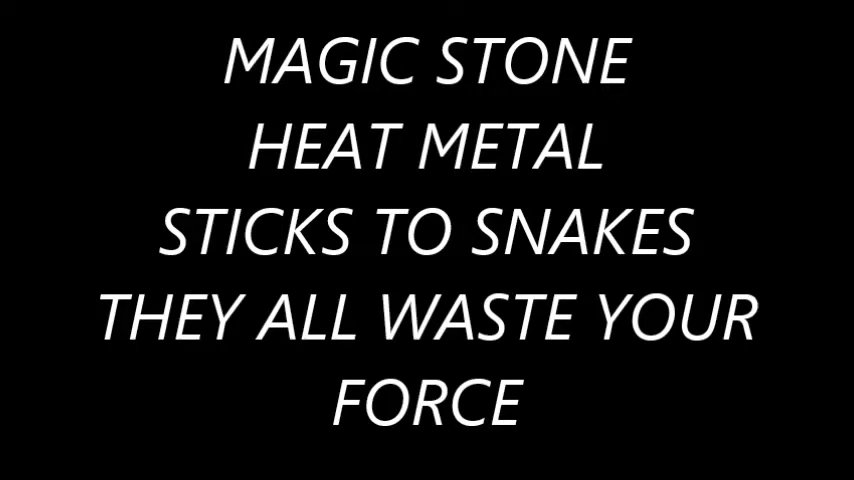 MAGIC STONE
HEAT METAL
STICKS TO SNAKES
THEY ALL WASTE YOUR
FORCE